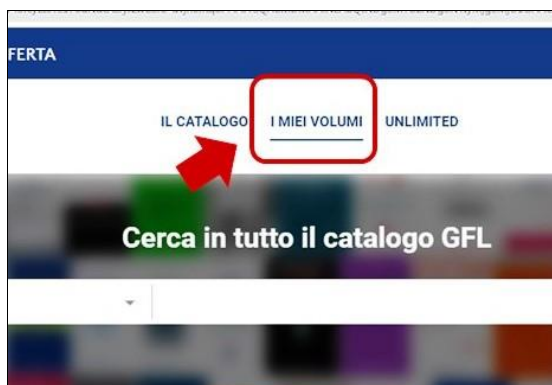 FERTA
IL CATALOGO I MIEI VOLUMI UNLIMITED
Cerca in tutto il catalogo GFL